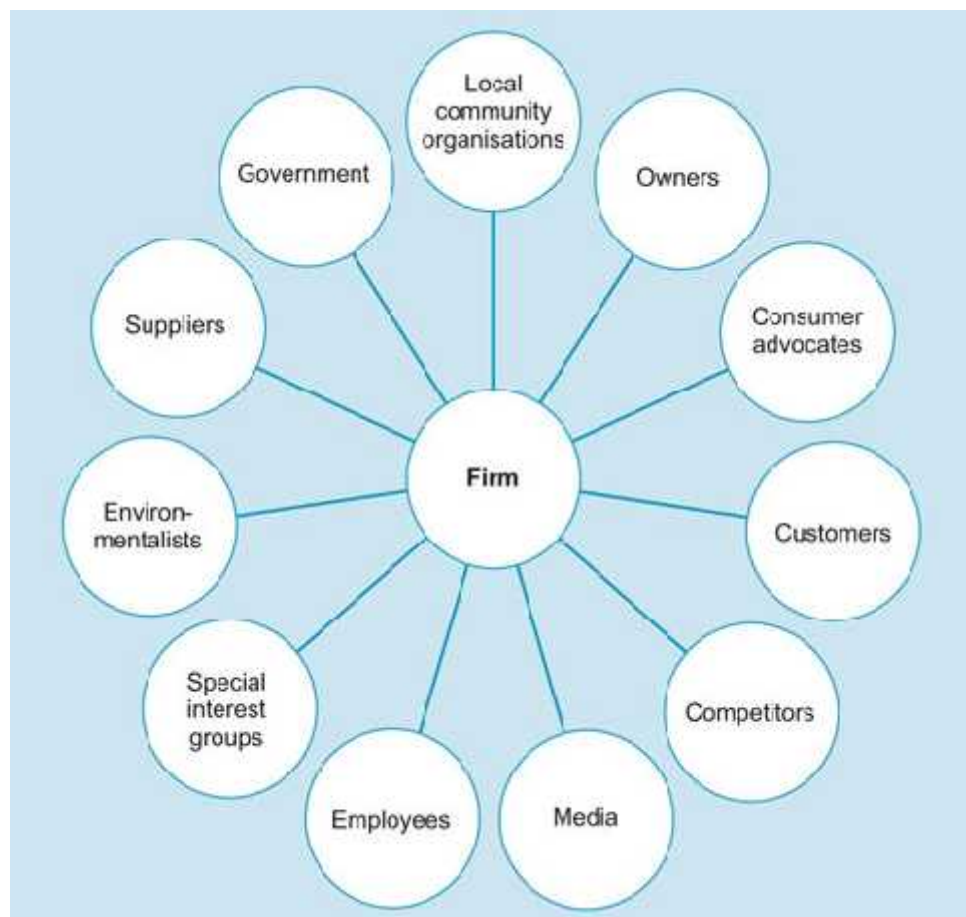 Local
community
organisations
Government
Owners
Suppliers
Consumer
advocates
Firm
Environ-
mentalists
Customers
Special
interest
groups
Competitors
Employees
Media